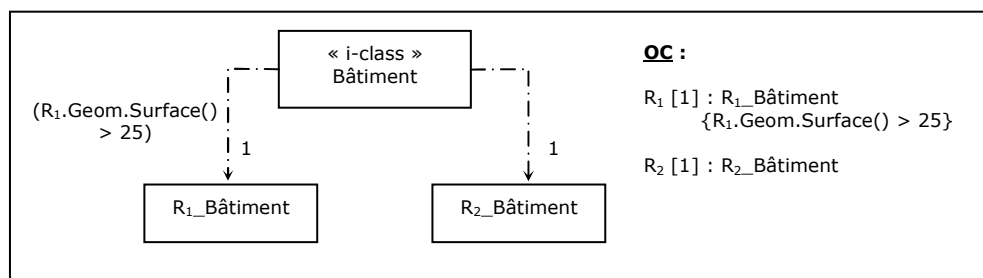 « i-class »
Bâtiment
(R₁.Geom.Surface()
> 25)
1
1
R₁_Bâtiment
R₂_Bâtiment
OC :
R₁ [1] : R₁_Bâtiment
{R₁.Geom.Surface() > 25}
R₂ [1] : R₂_Bâtiment